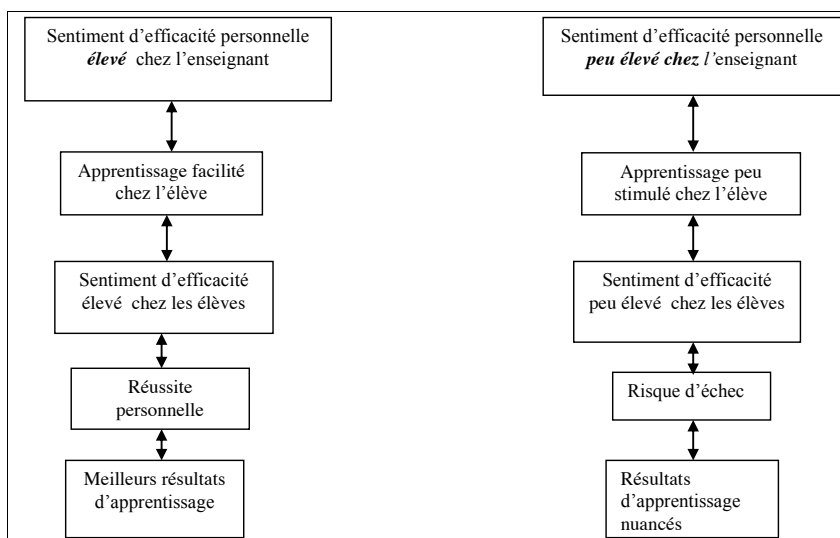 Sentiment d'efficacité personnelle
élevé chez l'enseignant
Apprentissage facilité
chez l'élève
Sentiment d'efficacité
élevé chez les élèves
Réussite
personnelle
Meilleurs résultats
d'apprentissage
Sentiment d'efficacité personnelle
peu élevé chez l'enseignant
Apprentissage peu
stimulé chez l'élève
Sentiment d'efficacité
peu élevé chez les élèves
Risque d'échec
Résultats
d'apprentissage
nuancés